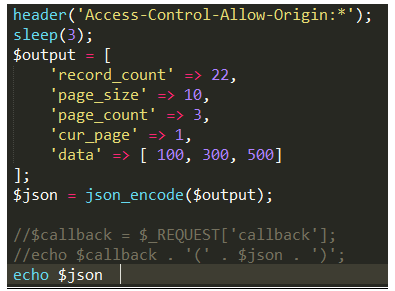 header('Access-Control-Allow-Origin:*');
sleep(3);
$output = [
    'record_count' => 22,
    'page_size' => 10,
    'page_count' => 3,
    'cur_page' => 1,
    'data' => [ 100, 300, 500]
];
$json = json_encode($output);

//$callback = $_REQUEST['callback'];
//echo $callback . '(' . $json . ')';
echo $json